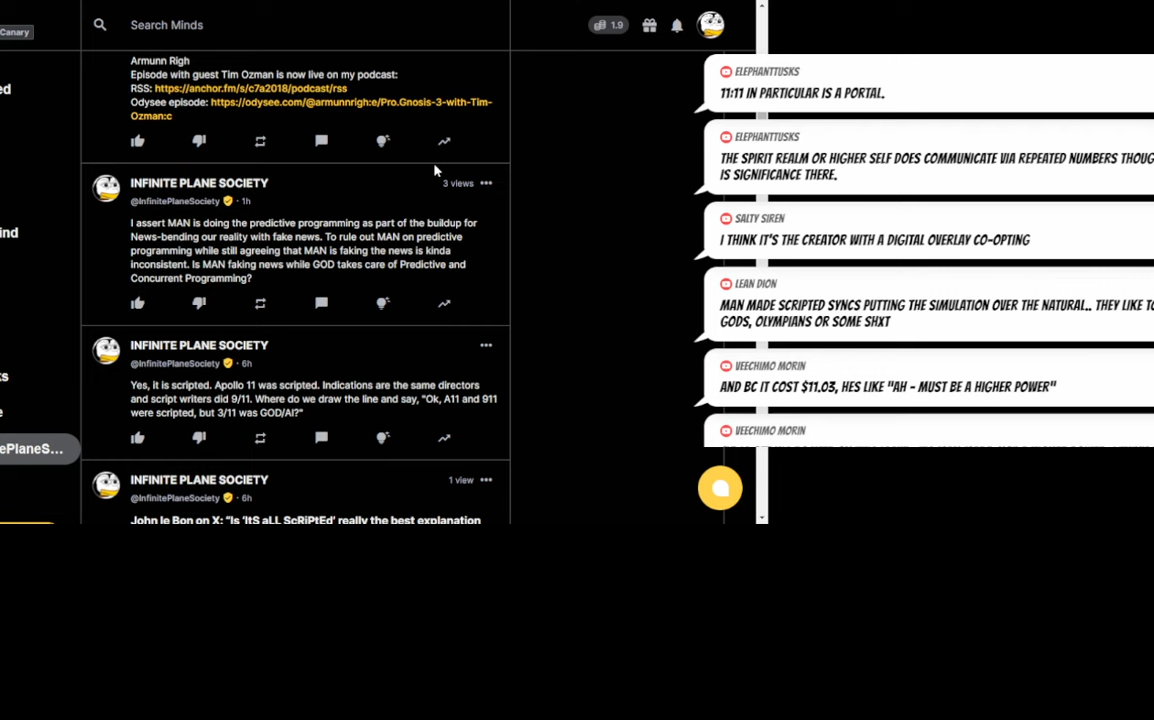 Canary
Search Minds
1.9
ed
ind
ks
e
ePlaneS...
Armunn Righ
Episode with guest Tim Ozman is now live on my podcast:
RSS: https://anchor.fm/s/c7a2018/podcast/rss
Odysee episode: https://odysee.com/@armunnrigh:e/Pro.Gnosis-3-with-Tim-
Ozman:c
INFINITE PLANE SOCIETY
3 views
@InfinitePlaneSociety · 1h
I assert MAN is doing the predictive programming as part of the buildup for
News-bending our reality with fake news. To rule out MAN on predictive
programming while still agreeing that MAN is faking the news is kinda
inconsistent. Is MAN faking news while GOD takes care of Predictive and
Concurrent Programming?
INFINITE PLANE SOCIETY
@InfinitePlaneSociety · 6h
Yes, it is scripted. Apollo 11 was scripted. Indications are the same directors
and script writers did 9/11. Where do we draw the line and say, "Ok, A11 and 911
were scripted, but 3/11 was GOD/AI?"
INFINITE PLANE SOCIETY
1 view
@InfinitePlaneSociety · 6h
John le Bon on X: "Is 'ItS aLL ScRiPtEd' really the best explanation
ELEPHANTTUSKS
11:11 IN PARTICULAR IS A PORTAL.
ELEPHANTTUSKS
THE SPIRIT REALM OR HIGHER SELF DOES COMMUNICATE VIA REPEATED NUMBERS THOUG
IS SIGNIFICANCE THERE.
SALTY SIREN
I THINK IT'S THE CREATOR WITH A DIGITAL OVERLAY CO-OPTING
LEAN DION
MAN MADE SCRIPTED SYNCS PUTTING THE SIMULATION OVER THE NATURAL.. THEY LIKE TO
GODS, OLYMPIANS OR SOME SHXT
VEECHIMO MORIN
AND BC IT COST $11.03, HES LIKE "AH - MUST BE A HIGHER POWER"
VEECHIMO MORIN